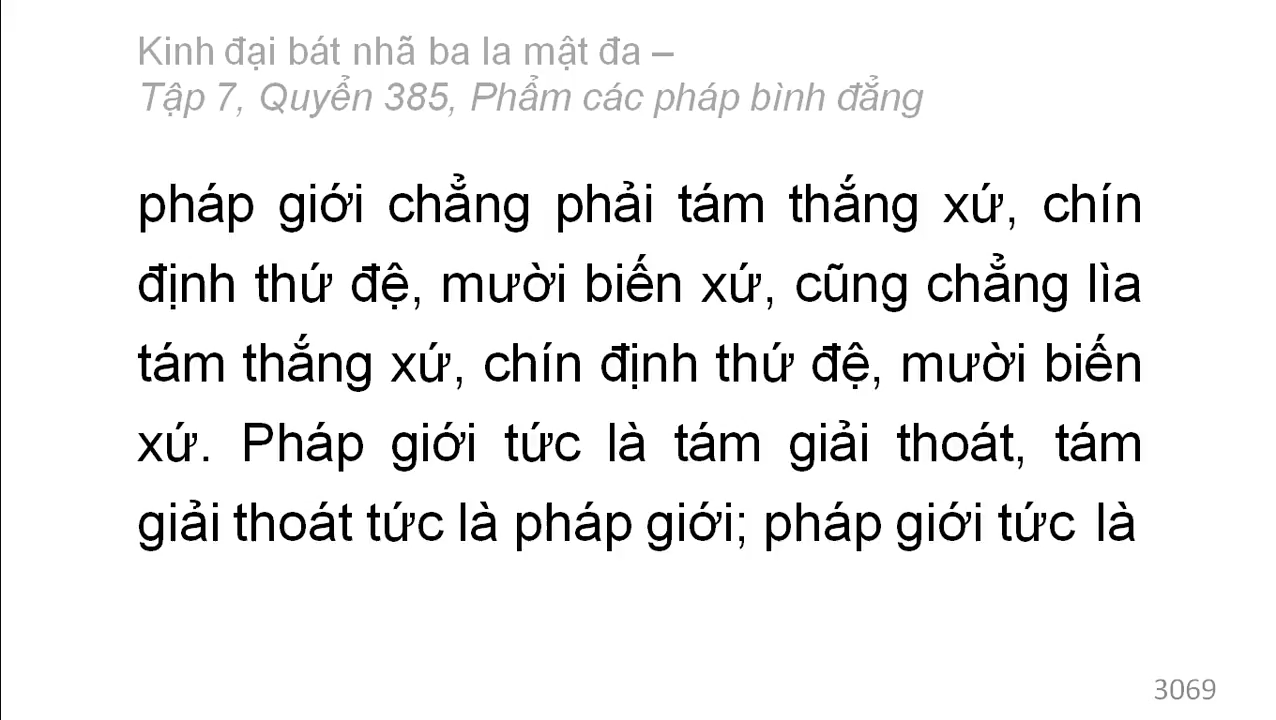 Kinh đại bát nhã ba la mật đa –
Tập 7, Quyển 385, Phẩm các pháp bình đẳng
pháp giới chẳng phải tám thắng xứ, chín
định thứ đệ, mười biến xứ, cũng chẳng lìa
tám thắng xứ, chín định thứ đệ, mười biến
xứ. Pháp giới tức là tám giải thoát, tám
giải thoát tức là pháp giới; pháp giới tức là
3069